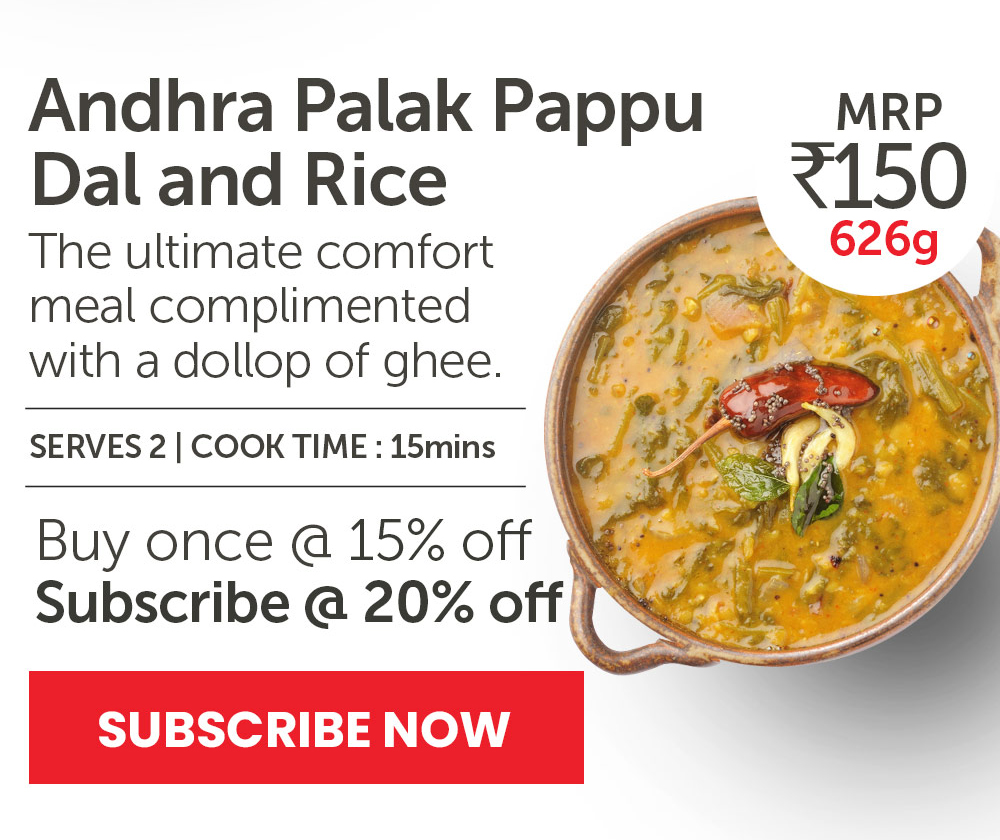 Andhra Palak Pappu
Dal and Rice
The ultimate comfort
meal complimented
with a dollop of ghee.
SERVES 2 | COOK TIME : 15mins
Buy once @ 15% off
Subscribe @ 20% off
SUBSCRIBE NOW
MRP
₹150
626g